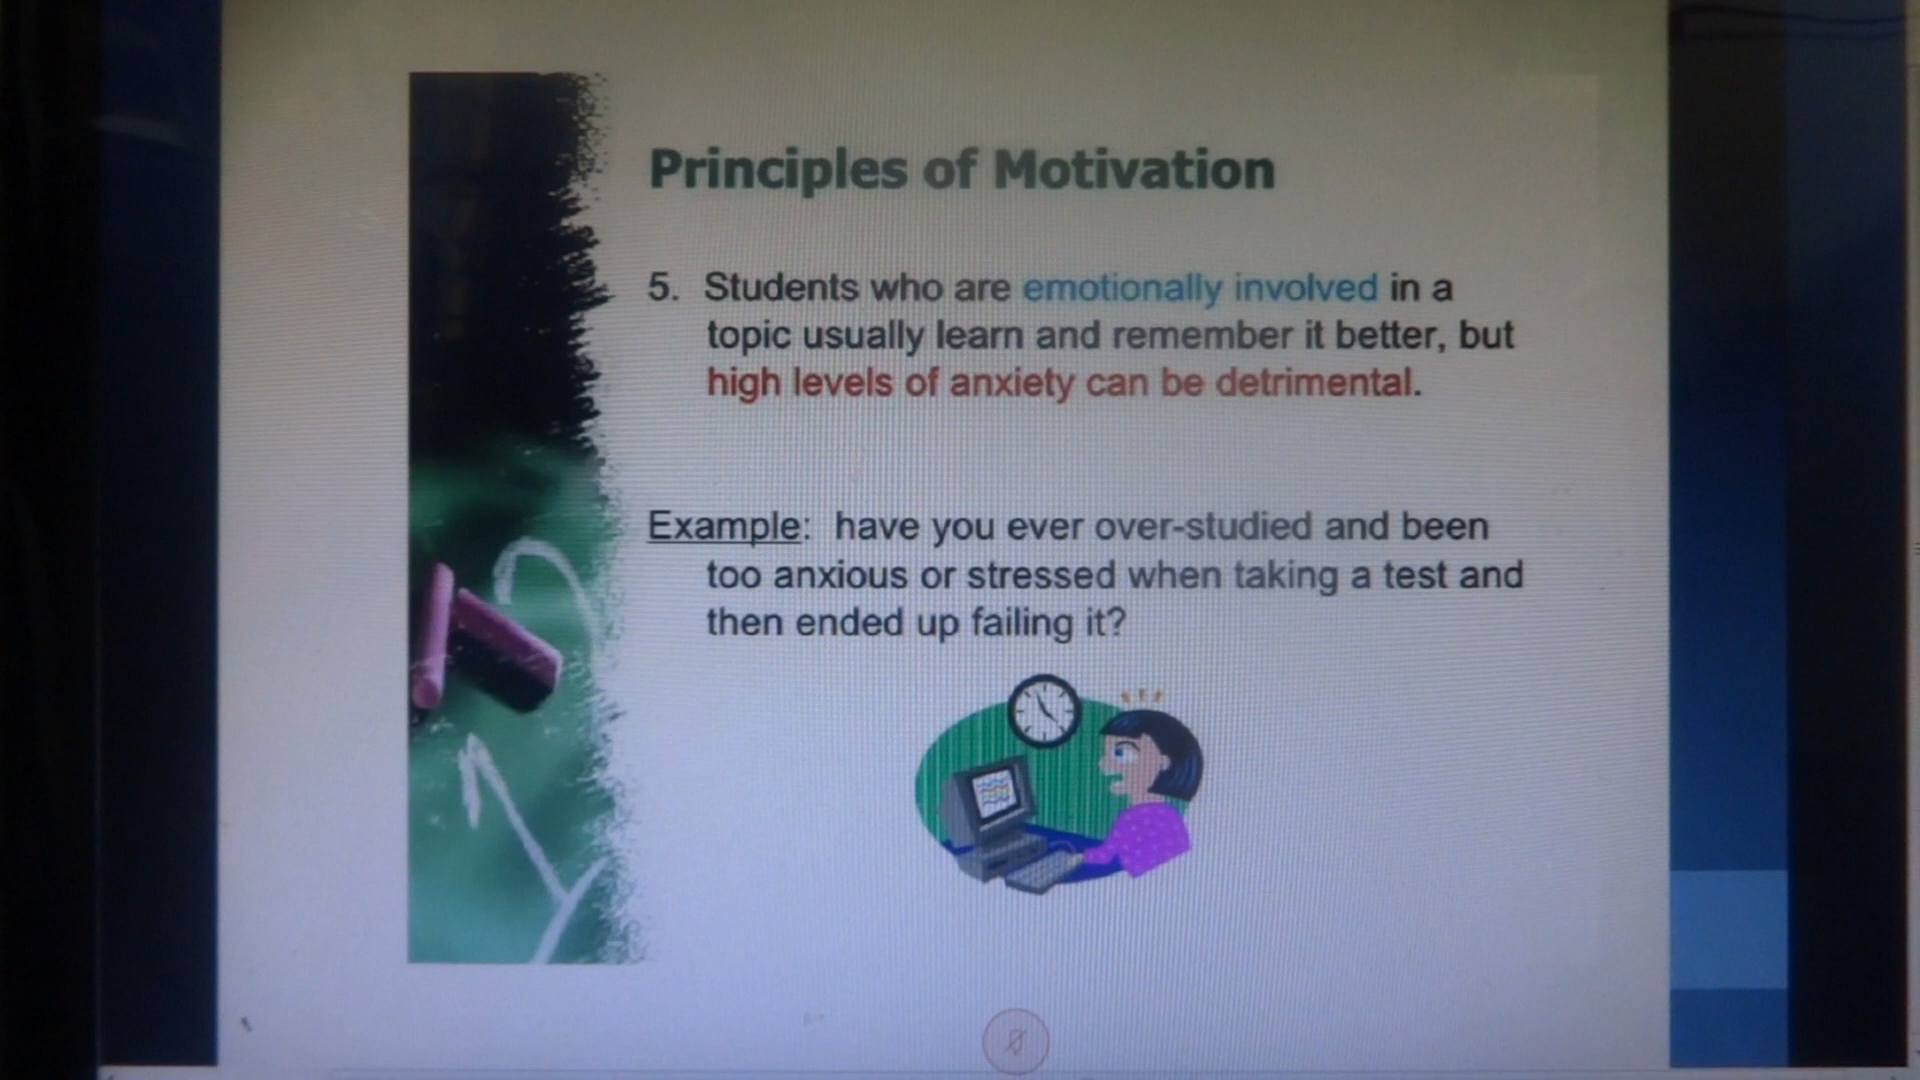 Principles of Motivation
5. Students who are emotionally involved in a
topic usually learn and remember it better, but
high levels of anxiety can be detrimental.
Example: have you ever over-studied and been
too anxious or stressed when taking a test and
then ended up failing it?